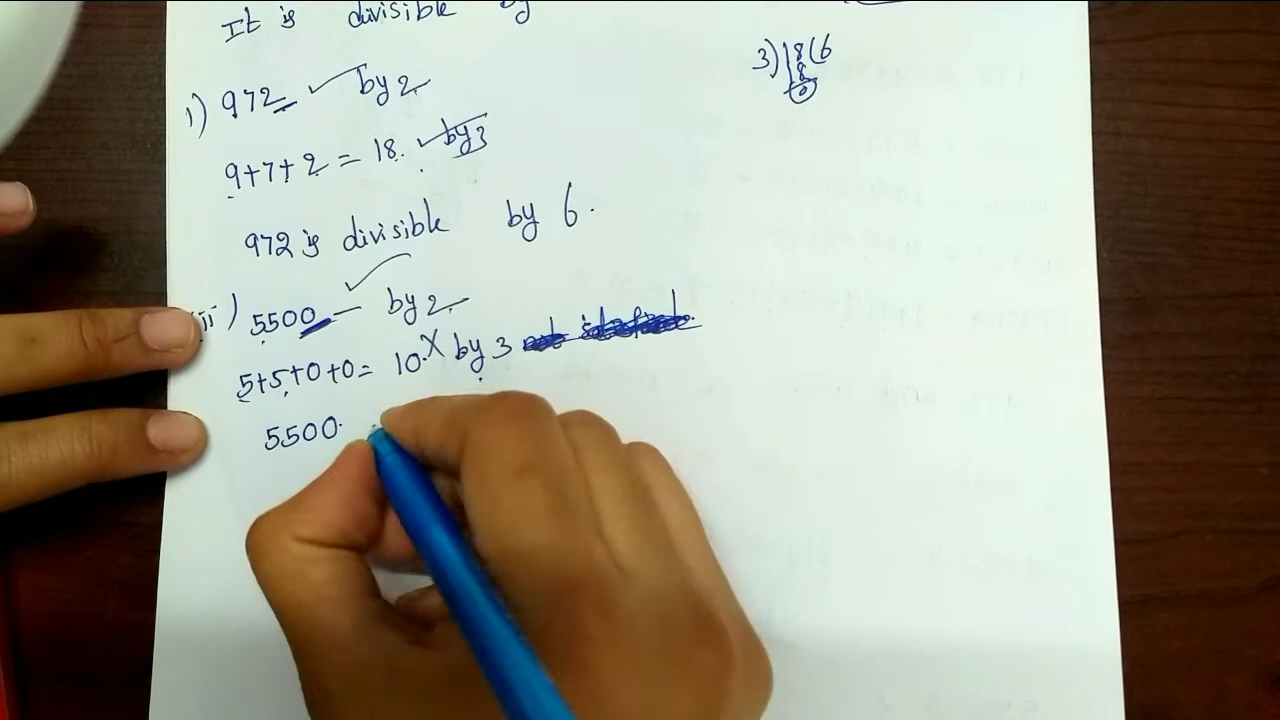 It is divisible by
i) 972 ✓ by 2
9+7+2 = 18. ✓ by 3
972 is divisible by 6.
ii) 5500 — ✓ by 2
5+5+0+0 = 10. X by 3
5500.
3)18(6
18
0